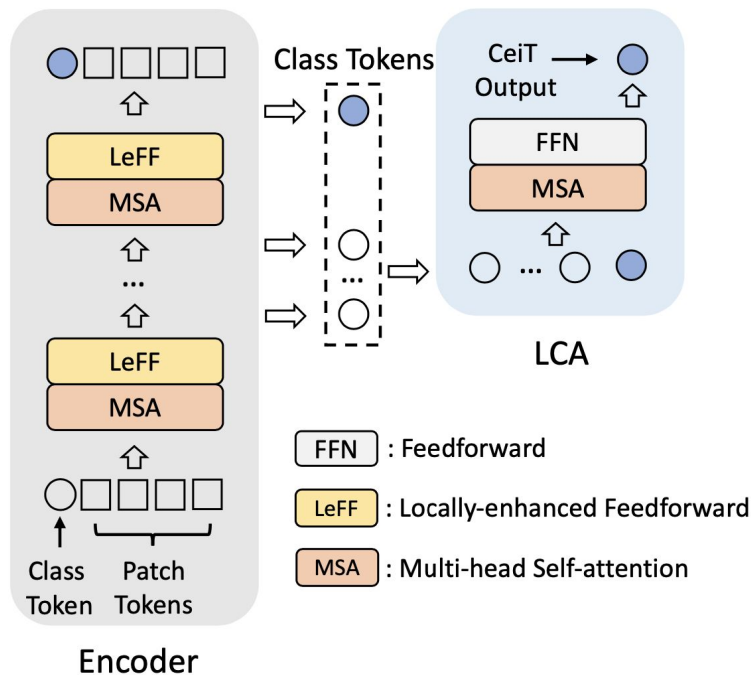 Class Tokens
CeiT
Output
LeFF
MSA
FFN
MSA
...
...
...
LeFF
MSA
LCA
FFN : Feedforward
LeFF : Locally-enhanced Feedforward
MSA : Multi-head Self-attention
Class
Token
Patch
Tokens
Encoder